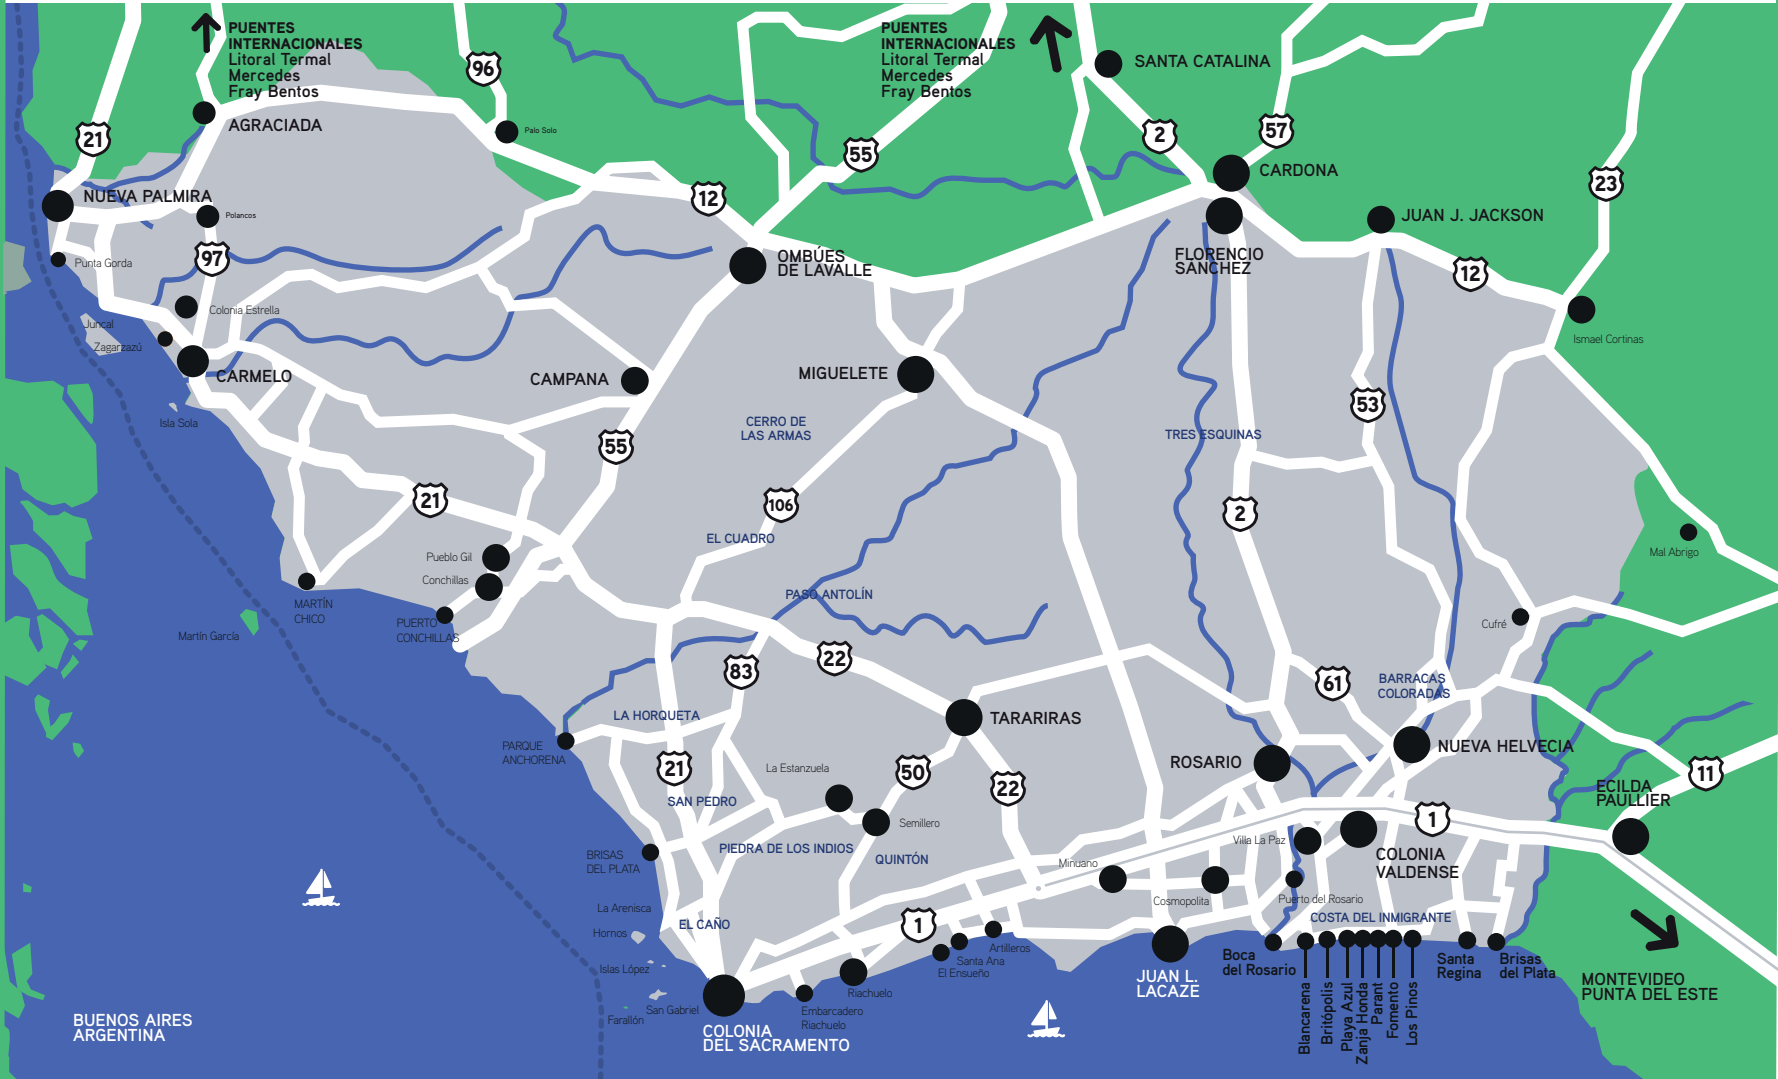 PUENTES
INTERNACIONALES
Litoral Termal
Mercedes
Fray Bentos
PUENTES
INTERNACIONALES
Litoral Termal
Mercedes
Fray Bentos
96
SANTA CATALINA
21
AGRACIADA
Palo Solo
55
2
57
CARDONA
23
NUEVA PALMIRA
Polancos
12
JUAN J. JACKSON
97
Punta Gorda
OMBÚES
DE LAVALLE
FLORENCIO
SANCHEZ
12
Colonia Estrella
Juncal
Zagarzazú
Ismael Cortinas
CARMELO
CAMPANA
MIGUELETE
53
Isla Sola
CERRO DE
LAS ARMAS
TRES ESQUINAS
55
21
106
2
EL CUADRO
Mal Abrigo
Pueblo Gil
Conchillas
PASO ANTOLÍN
MARTÍN
CHICO
PUERTO
CONCHILLAS
Martín García
Cufré
83
22
61
BARRACAS
COLORADAS
LA HORQUETA
TARARIRAS
PARQUE
ANCHORENA
NUEVA HELVECIA
21
La Estanzuela
50
22
ROSARIO
11
ECILDA
PAULLIER
SAN PEDRO
Semillero
1
Villa La Paz
BRISAS
DEL PLATA
PIEDRA DE LOS INDIOS
QUINTÓN
Minuano
COLONIA
VALDENSE
Cosmopolita
Puerto del Rosario
La Arenisca
EL CAÑO
1
COSTA DEL INMIGRANTE
Hornos
Artilleros
Santa Ana
El Ensueño
Islas López
Boca
del Rosario
Santa
Regina
Brisas
del Plata
JUAN L.
LACAZE
Riachuelo
San Gabriel
Farallón
Embarcadero
Riachuelo
Blancarena
Britópolis
Playa Azul
Zanja Honda
Parant
Fomento
Los Pinos
MONTEVIDEO
PUNTA DEL ESTE
BUENOS AIRES
ARGENTINA
COLONIA
DEL SACRAMENTO